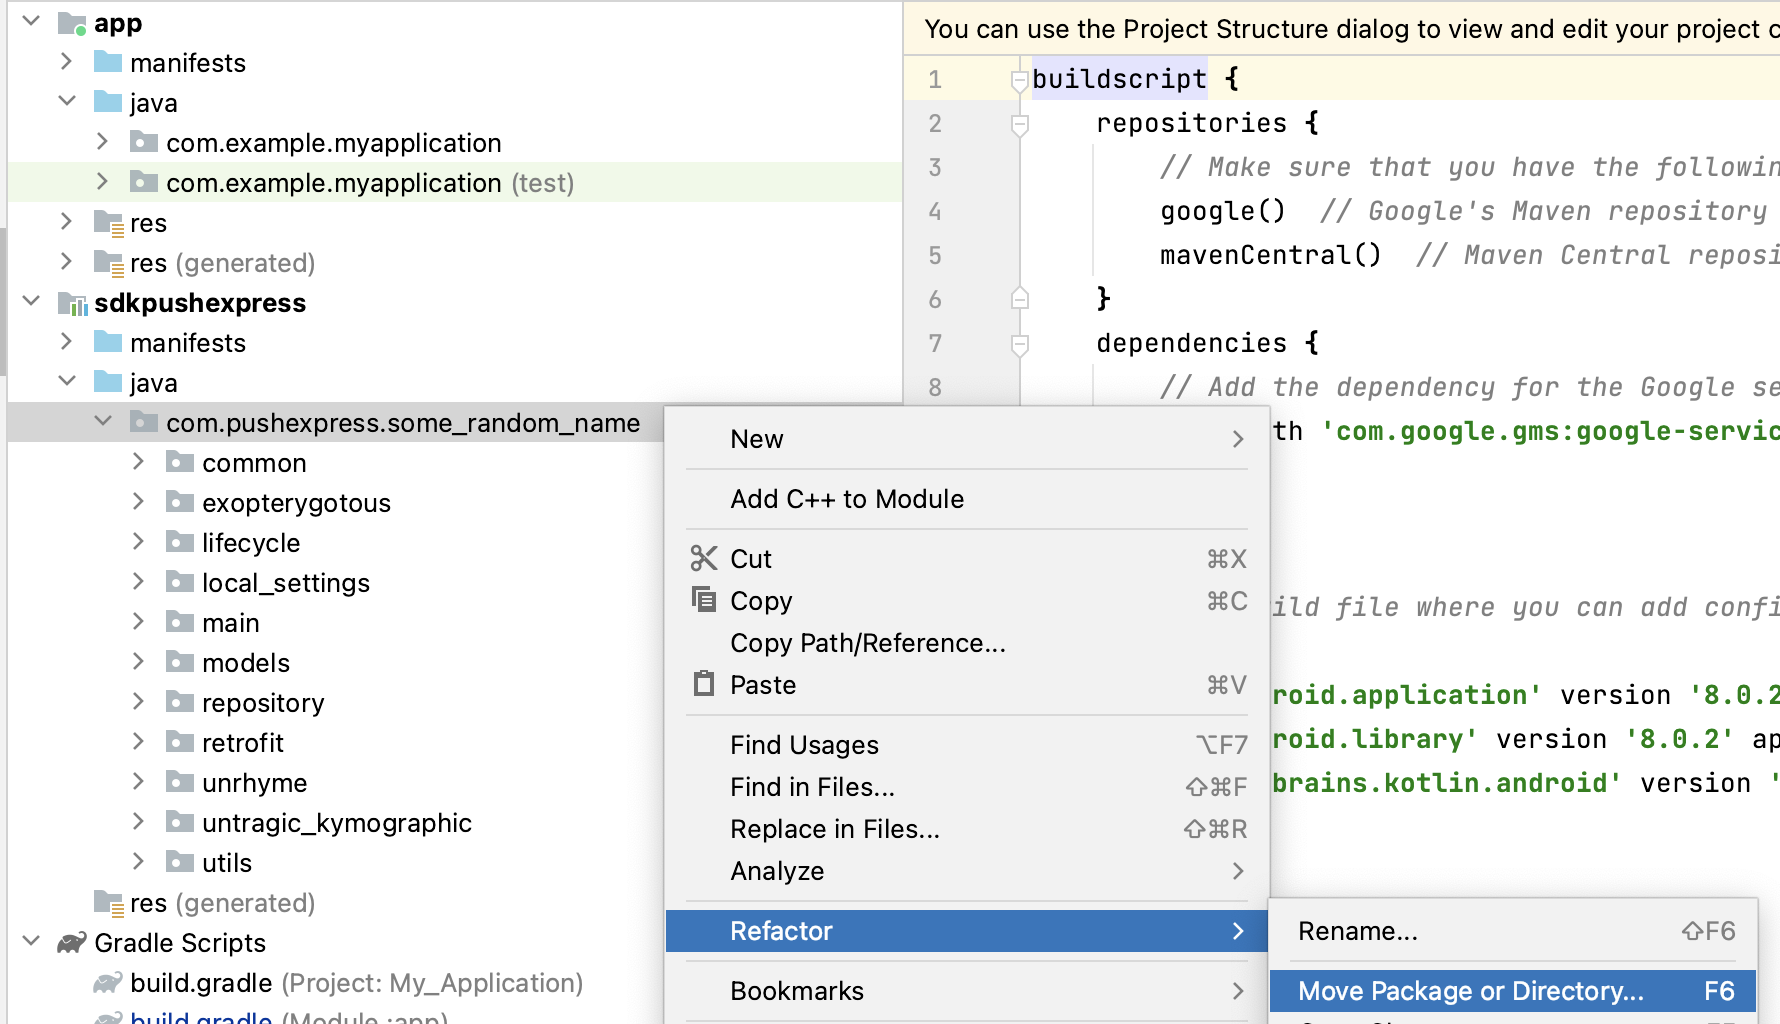 app
manifests
java
com.example.myapplication
com.example.myapplication (test)
res
res (generated)
sdkpushexpress
manifests
java
com.pushexpress.some_random_name
common
exopterygotous
lifecycle
local_settings
main
models
repository
retrofit
unrhyme
untragic_kymographic
utils
res (generated)
Gradle Scripts
build.gradle (Project: My_Application)
build.gradle (Module :app)
You can use the Project Structure dialog to view and edit your project
1 buildscript {
2 repositories {
3 // Make sure that you have the followin
4 google() // Google's Maven repository
5 mavenCentral() // Maven Central reposi
6 }
7 dependencies {
8 // Add the dependency for the Google se
th 'com.google.gms:google-servic
ild file where you can add confi
roid.application' version '8.0.2
roid.library' version '8.0.2' ap
brains.kotlin.android' version '
New
Add C++ to Module
Cut ⌘X
Copy ⌘C
Copy Path/Reference...
Paste ⌘V
Find Usages ⌥F7
Find in Files... ⇧⌘F
Replace in Files... ⇧⌘R
Analyze
Refactor
Bookmarks
Rename... ⇧F6
Move Package or Directory... F6